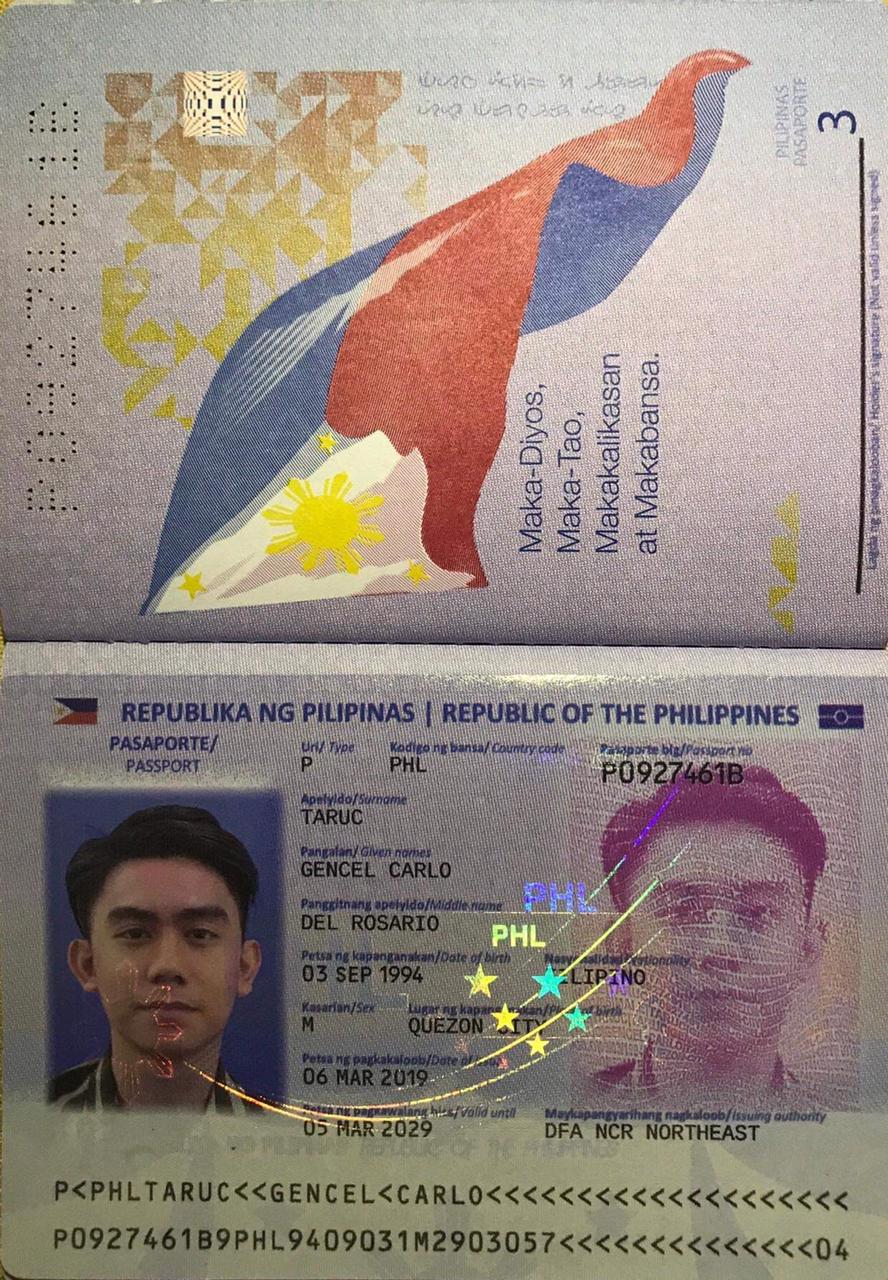 PILIPINAS
PASAPORTE
3
Maka-Diyos,
Maka-Tao,
Makakalikasan
at Makabansa.
Lagda ng pinagkalooban/ Holder's signature (Not valid unless signed)
REPUBLIKA NG PILIPINAS | REPUBLIC OF THE PHILIPPINES
PASAPORTE/
PASSPORT
Uri/ Type
Kodigo ng bansa/ Country code
Pasaporte blg/Passport no
P
PHL
P0927461B
Apelyido/Surname
TARUC
Pangalan/ Given names
GENCEL CARLO
Panggitnang apelyido/Middle name
DEL ROSARIO
PHL
PHL
Petsa ng kapanganakan/Date of birth
Nasyonalidad/Nationality
03 SEP 1994
FILIPINO
Kasarian/Sex
Lugar ng kapanganakan/Place of birth
M
QUEZON CITY
Petsa ng pagkakaloob/Date of issue
06 MAR 2019
Petsa ng pagkawalang bisa/Valid until
Maykapangyarihang nagkaloob/Issuing authority
05 MAR 2029
DFA NCR NORTHEAST
P<PHLTARUC<<GENCEL<CARLO<<<<<<<<<<<<<<<<<<<<
P0927461B9PHL9409031M2903057<<<<<<<<<<<<<<04